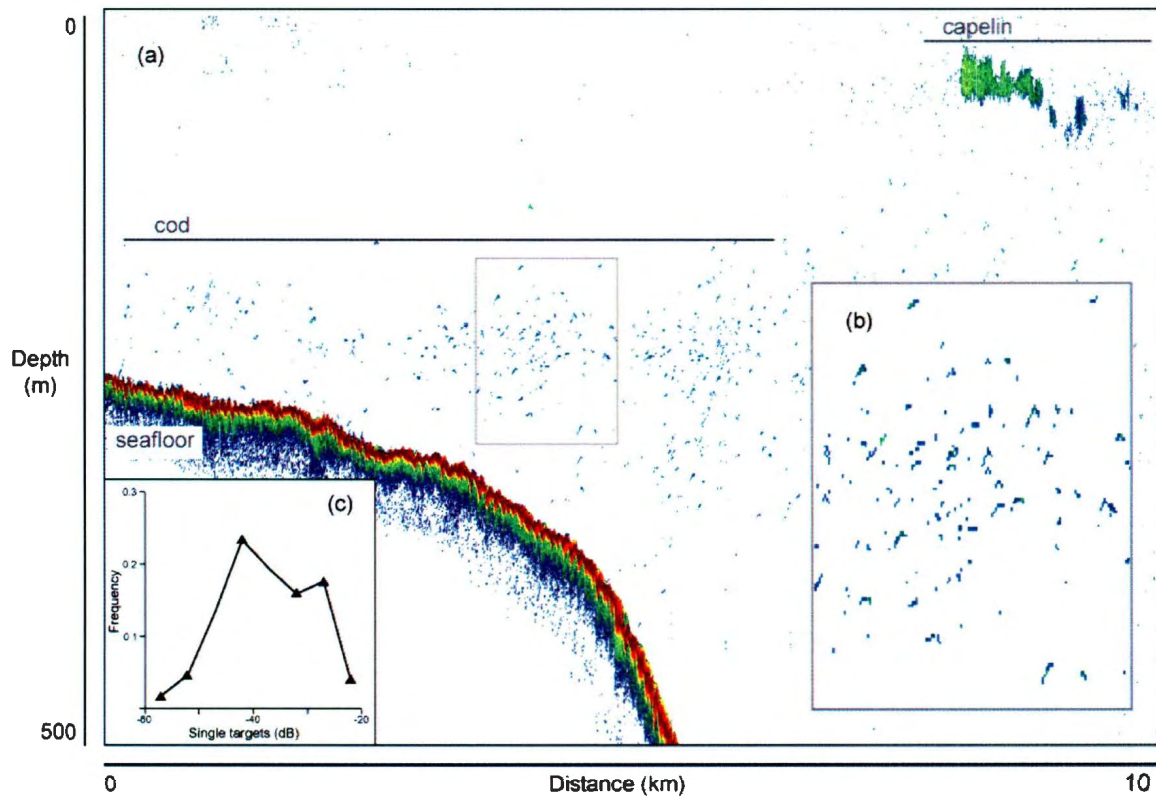 0
(a)
capelin
cod
(b)
Depth
(m)
seafloor
(c)
0.3
0.2
0.1
Frequency
-60
-40
-20
Single targets (dB)
500
0
Distance (km)
10